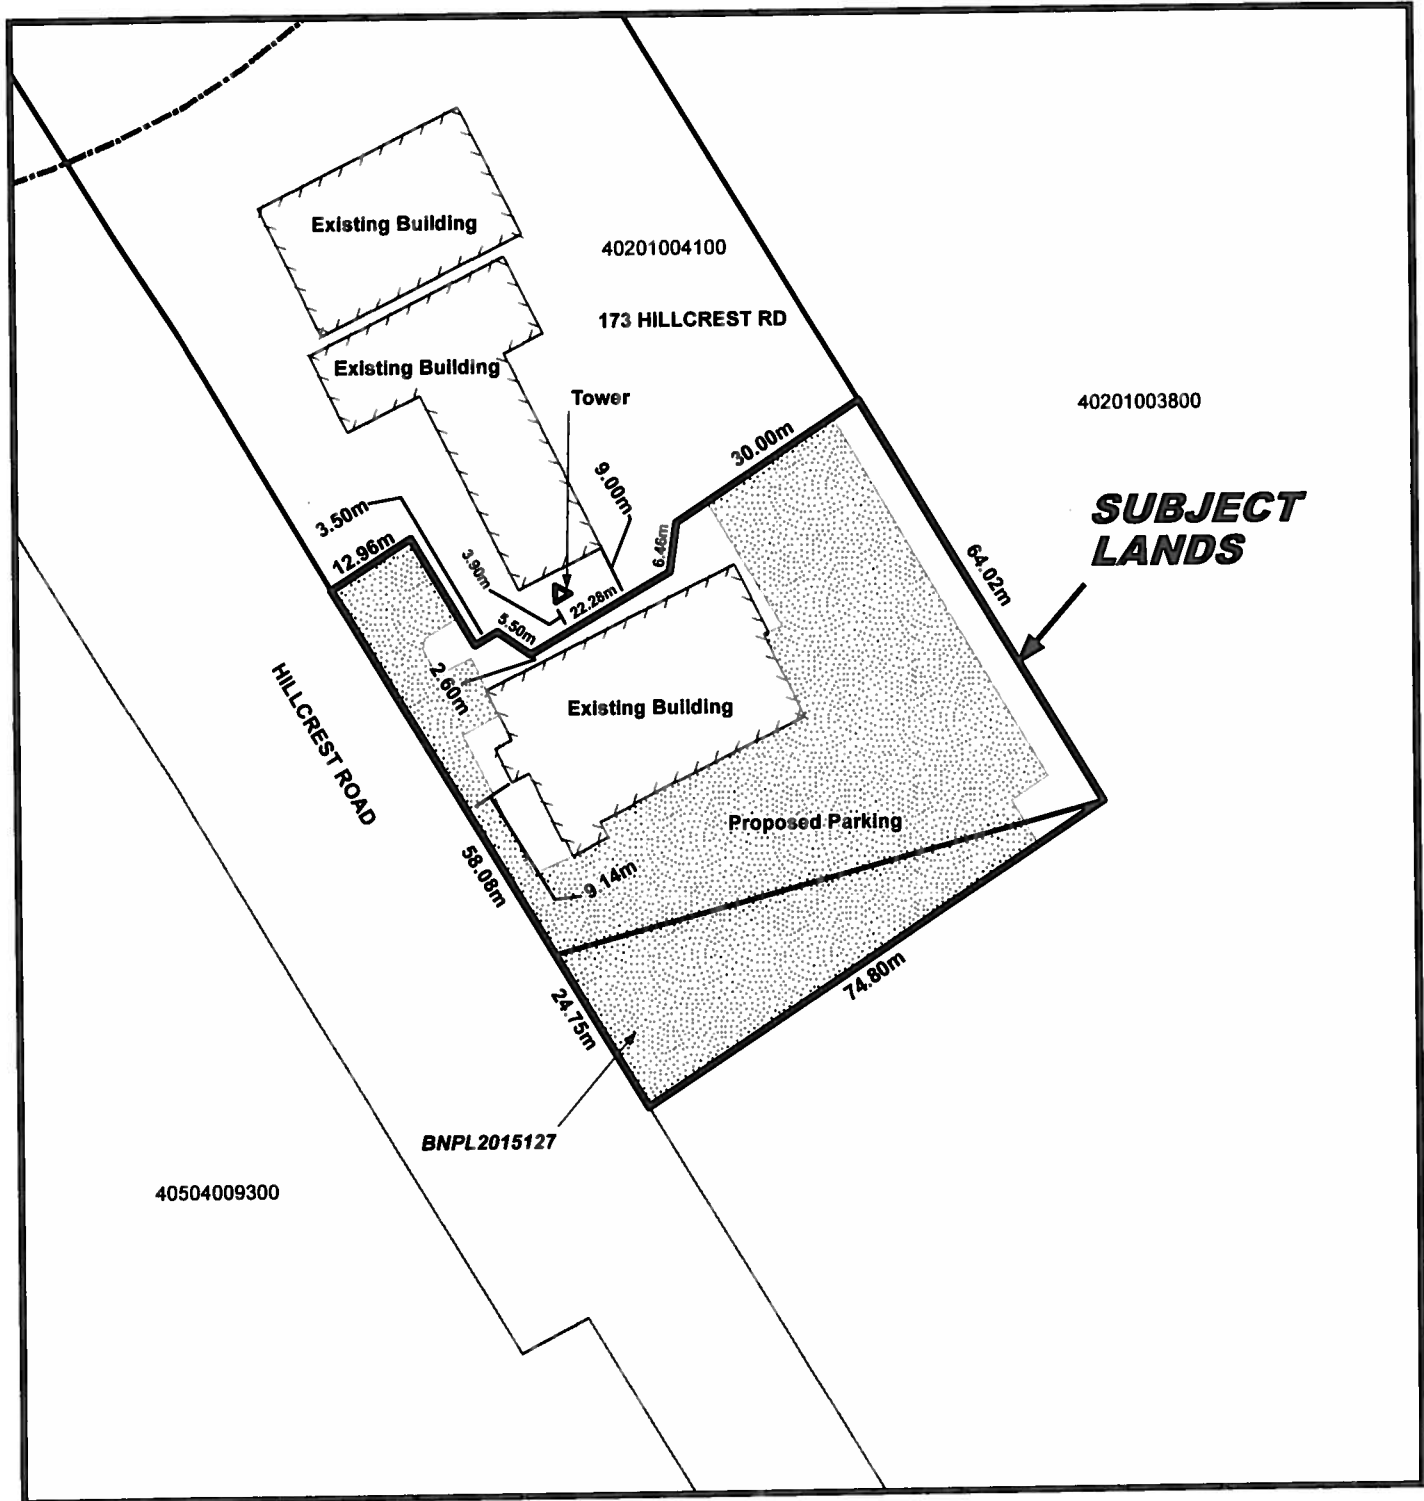 Existing Building
40201004100
173 HILLCREST RD
Existing Building
Tower
40201003800
30.00m
9.00m
3.50m
SUBJECT
LANDS
12.96m
6.46m
3.90m
64.02m
22.28m
5.50m
2.60m
HILLCREST ROAD
Existing Building
Proposed Parking
58.08m
9.14m
74.80m
24.75m
BNPL2015127
40504009300